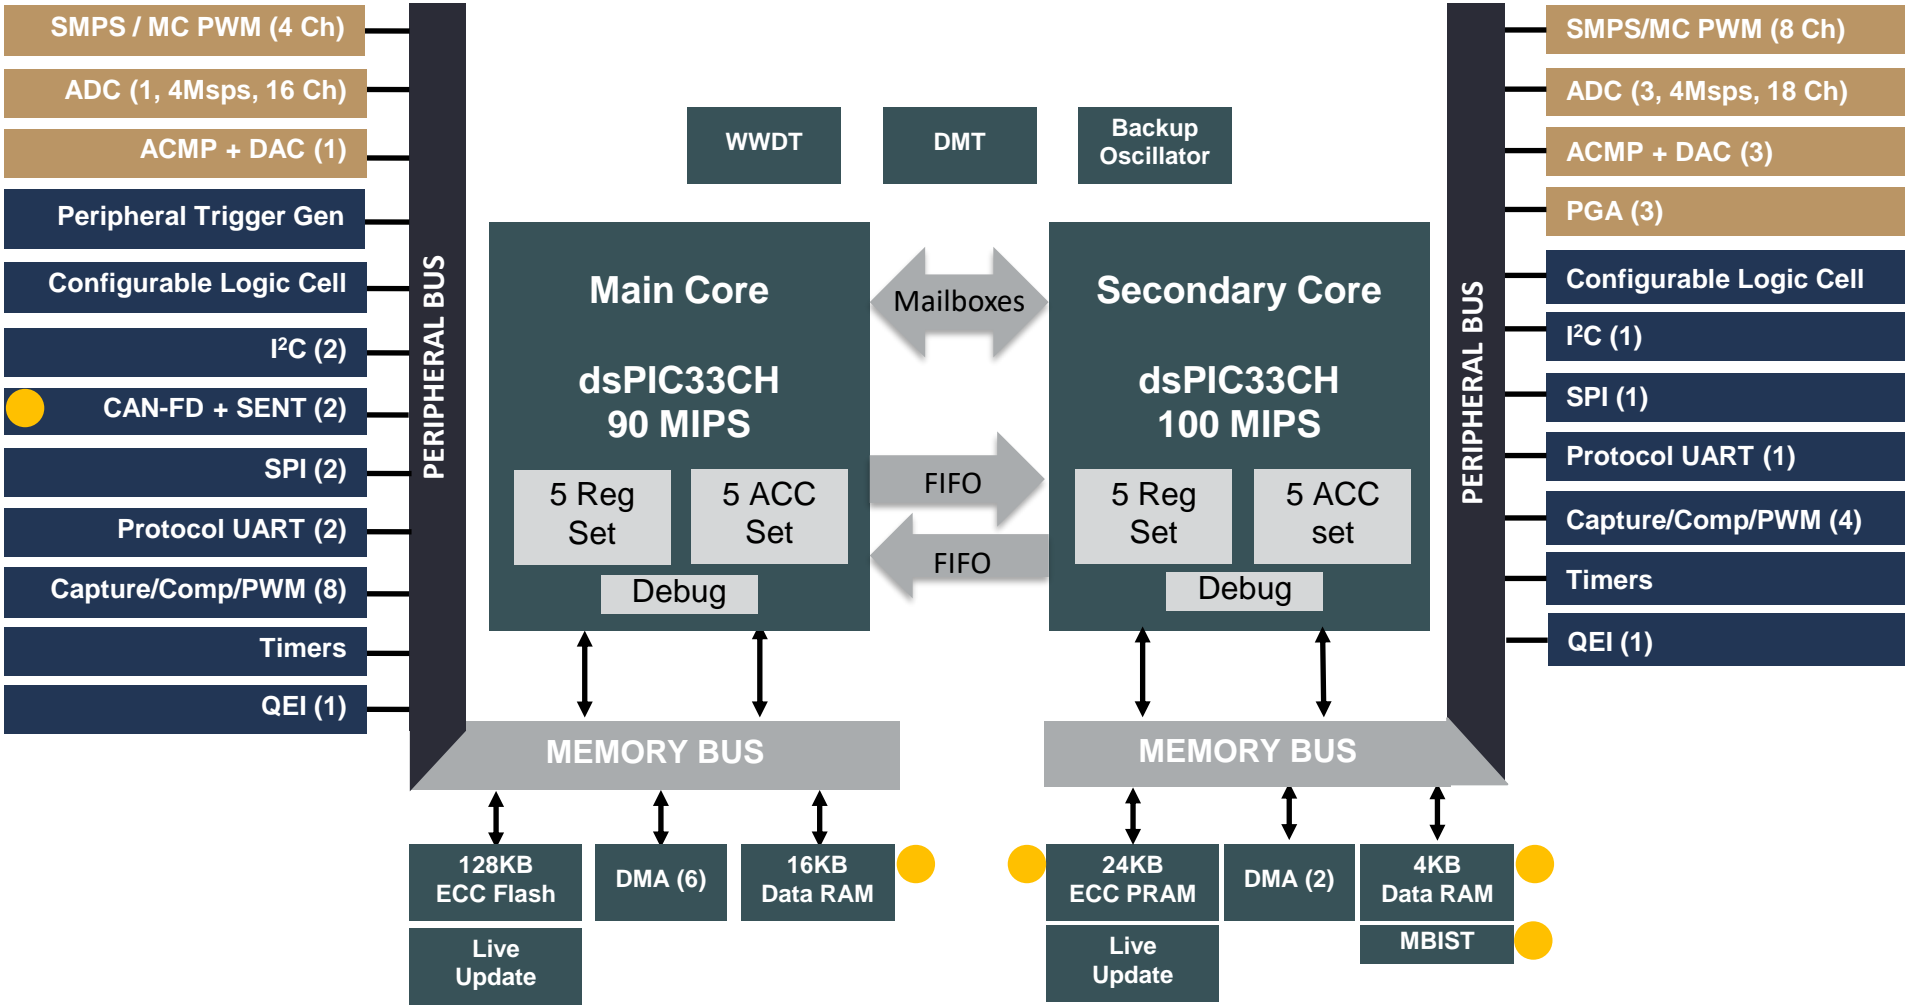 SMPS / MC PWM (4 Ch)
ADC (1, 4Msps, 16 Ch)
ACMP + DAC (1)
Peripheral Trigger Gen
Configurable Logic Cell
I²C (2)
CAN-FD + SENT (2)
SPI (2)
Protocol UART (2)
Capture/Comp/PWM (8)
Timers
QEI (1)
PERIPHERAL BUS
WWDT
DMT
Backup
Oscillator
Main Core
dsPIC33CH
90 MIPS
5 Reg
Set
5 ACC
Set
Debug
Mailboxes
FIFO
FIFO
Secondary Core
dsPIC33CH
100 MIPS
5 Reg
Set
5 ACC
set
Debug
PERIPHERAL BUS
SMPS/MC PWM (8 Ch)
ADC (3, 4Msps, 18 Ch)
ACMP + DAC (3)
PGA (3)
Configurable Logic Cell
I²C (1)
SPI (1)
Protocol UART (1)
Capture/Comp/PWM (4)
Timers
QEI (1)
MEMORY BUS
MEMORY BUS
128KB
ECC Flash
DMA (6)
16KB
Data RAM
Live
Update
24KB
ECC PRAM
DMA (2)
4KB
Data RAM
MBIST
Live
Update